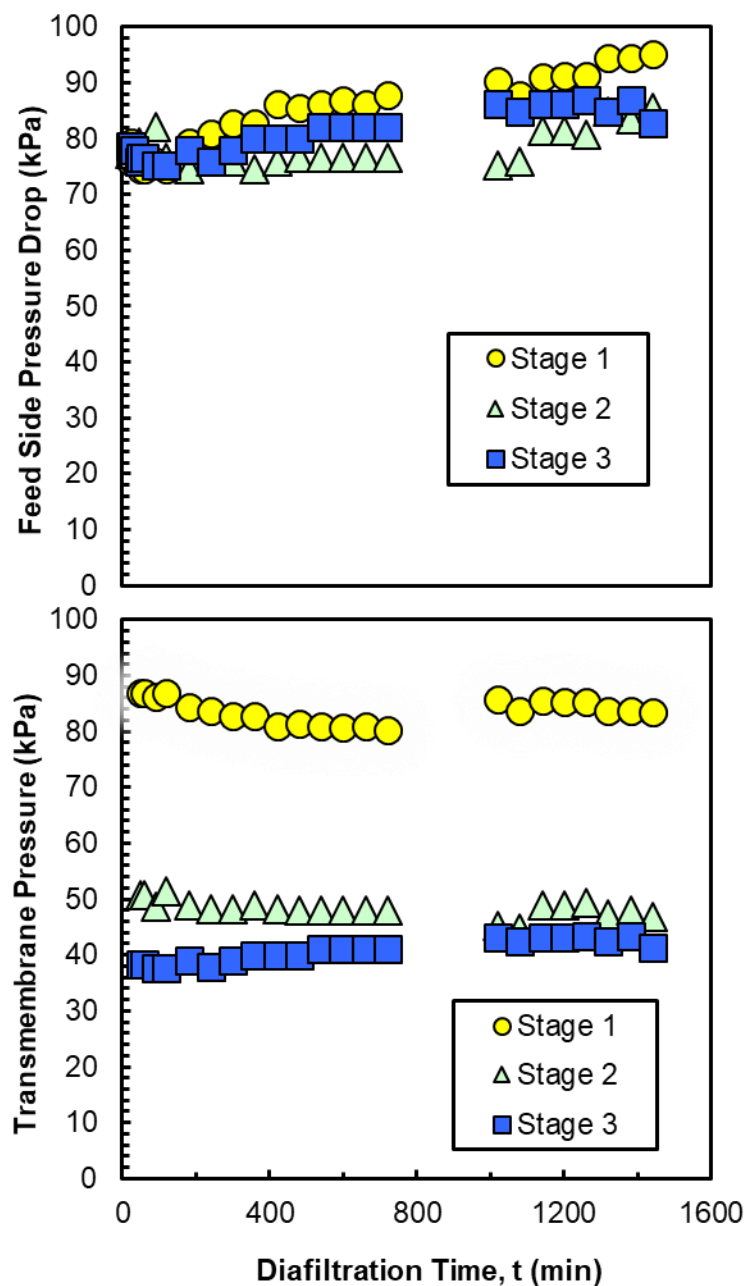 Feed Side Pressure Drop (kPa)
100
90
80
70
60
50
40
30
20
10
0
Stage 1
Stage 2
Stage 3
Transmembrane Pressure (kPa)
100
90
80
70
60
50
40
30
20
10
0
Stage 1
Stage 2
Stage 3
0 400 800 1200 1600
Diafiltration Time, t (min)